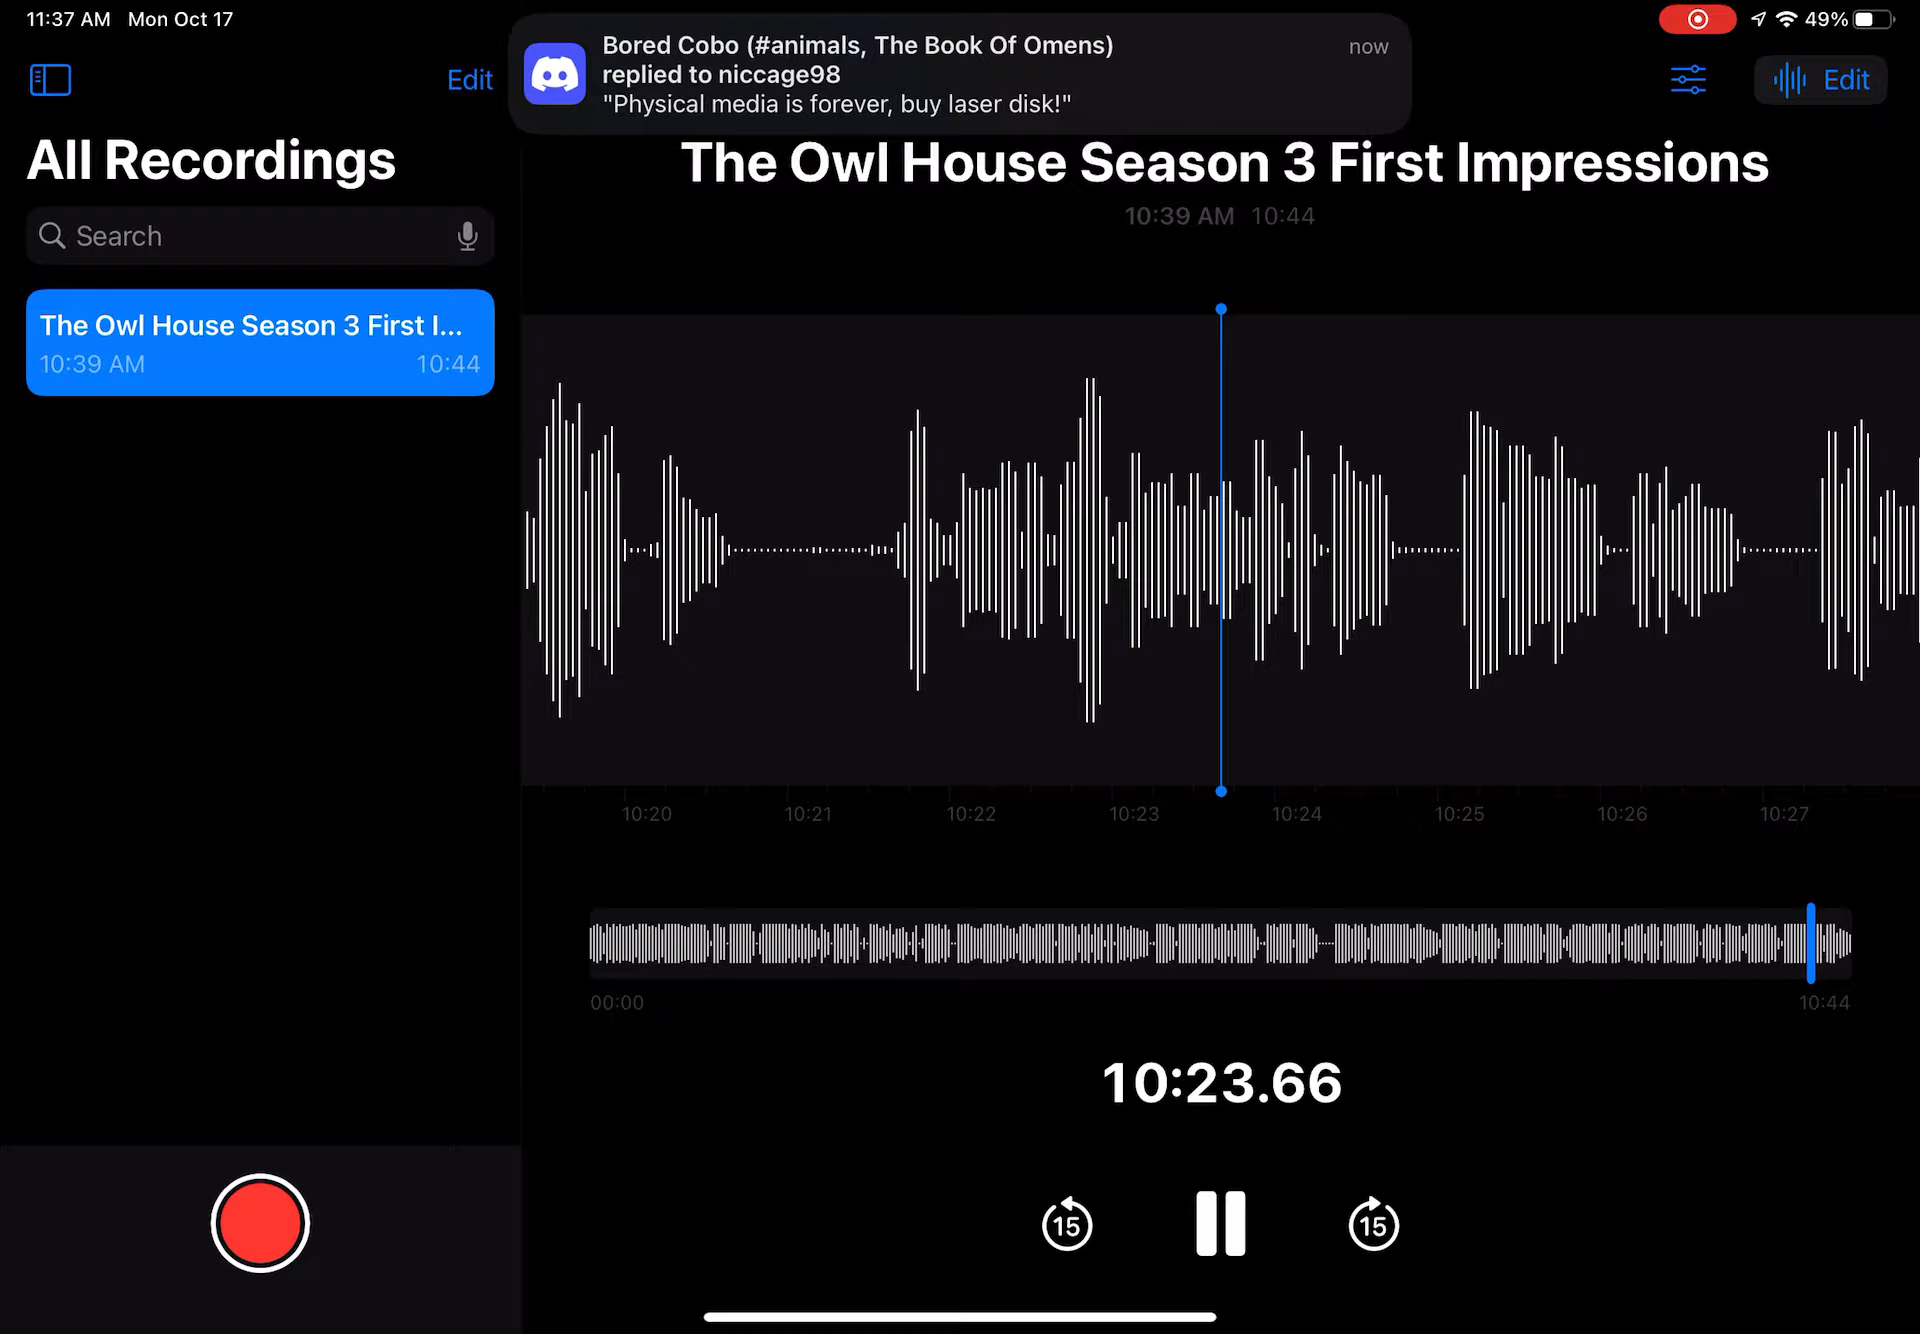 11:37 AM Mon Oct 17
49%
Edit
All Recordings
Search
The Owl House Season 3 First I...
10:39 AM 10:44
Bored Cobo (#animals, The Book Of Omens) now
replied to niccage98
"Physical media is forever, buy laser disk!"
Edit
The Owl House Season 3 First Impressions
10:39 AM 10:44
10:20 10:21 10:22 10:23 10:24 10:25 10:26 10:27
00:00 10:44
10:23.66
15 15